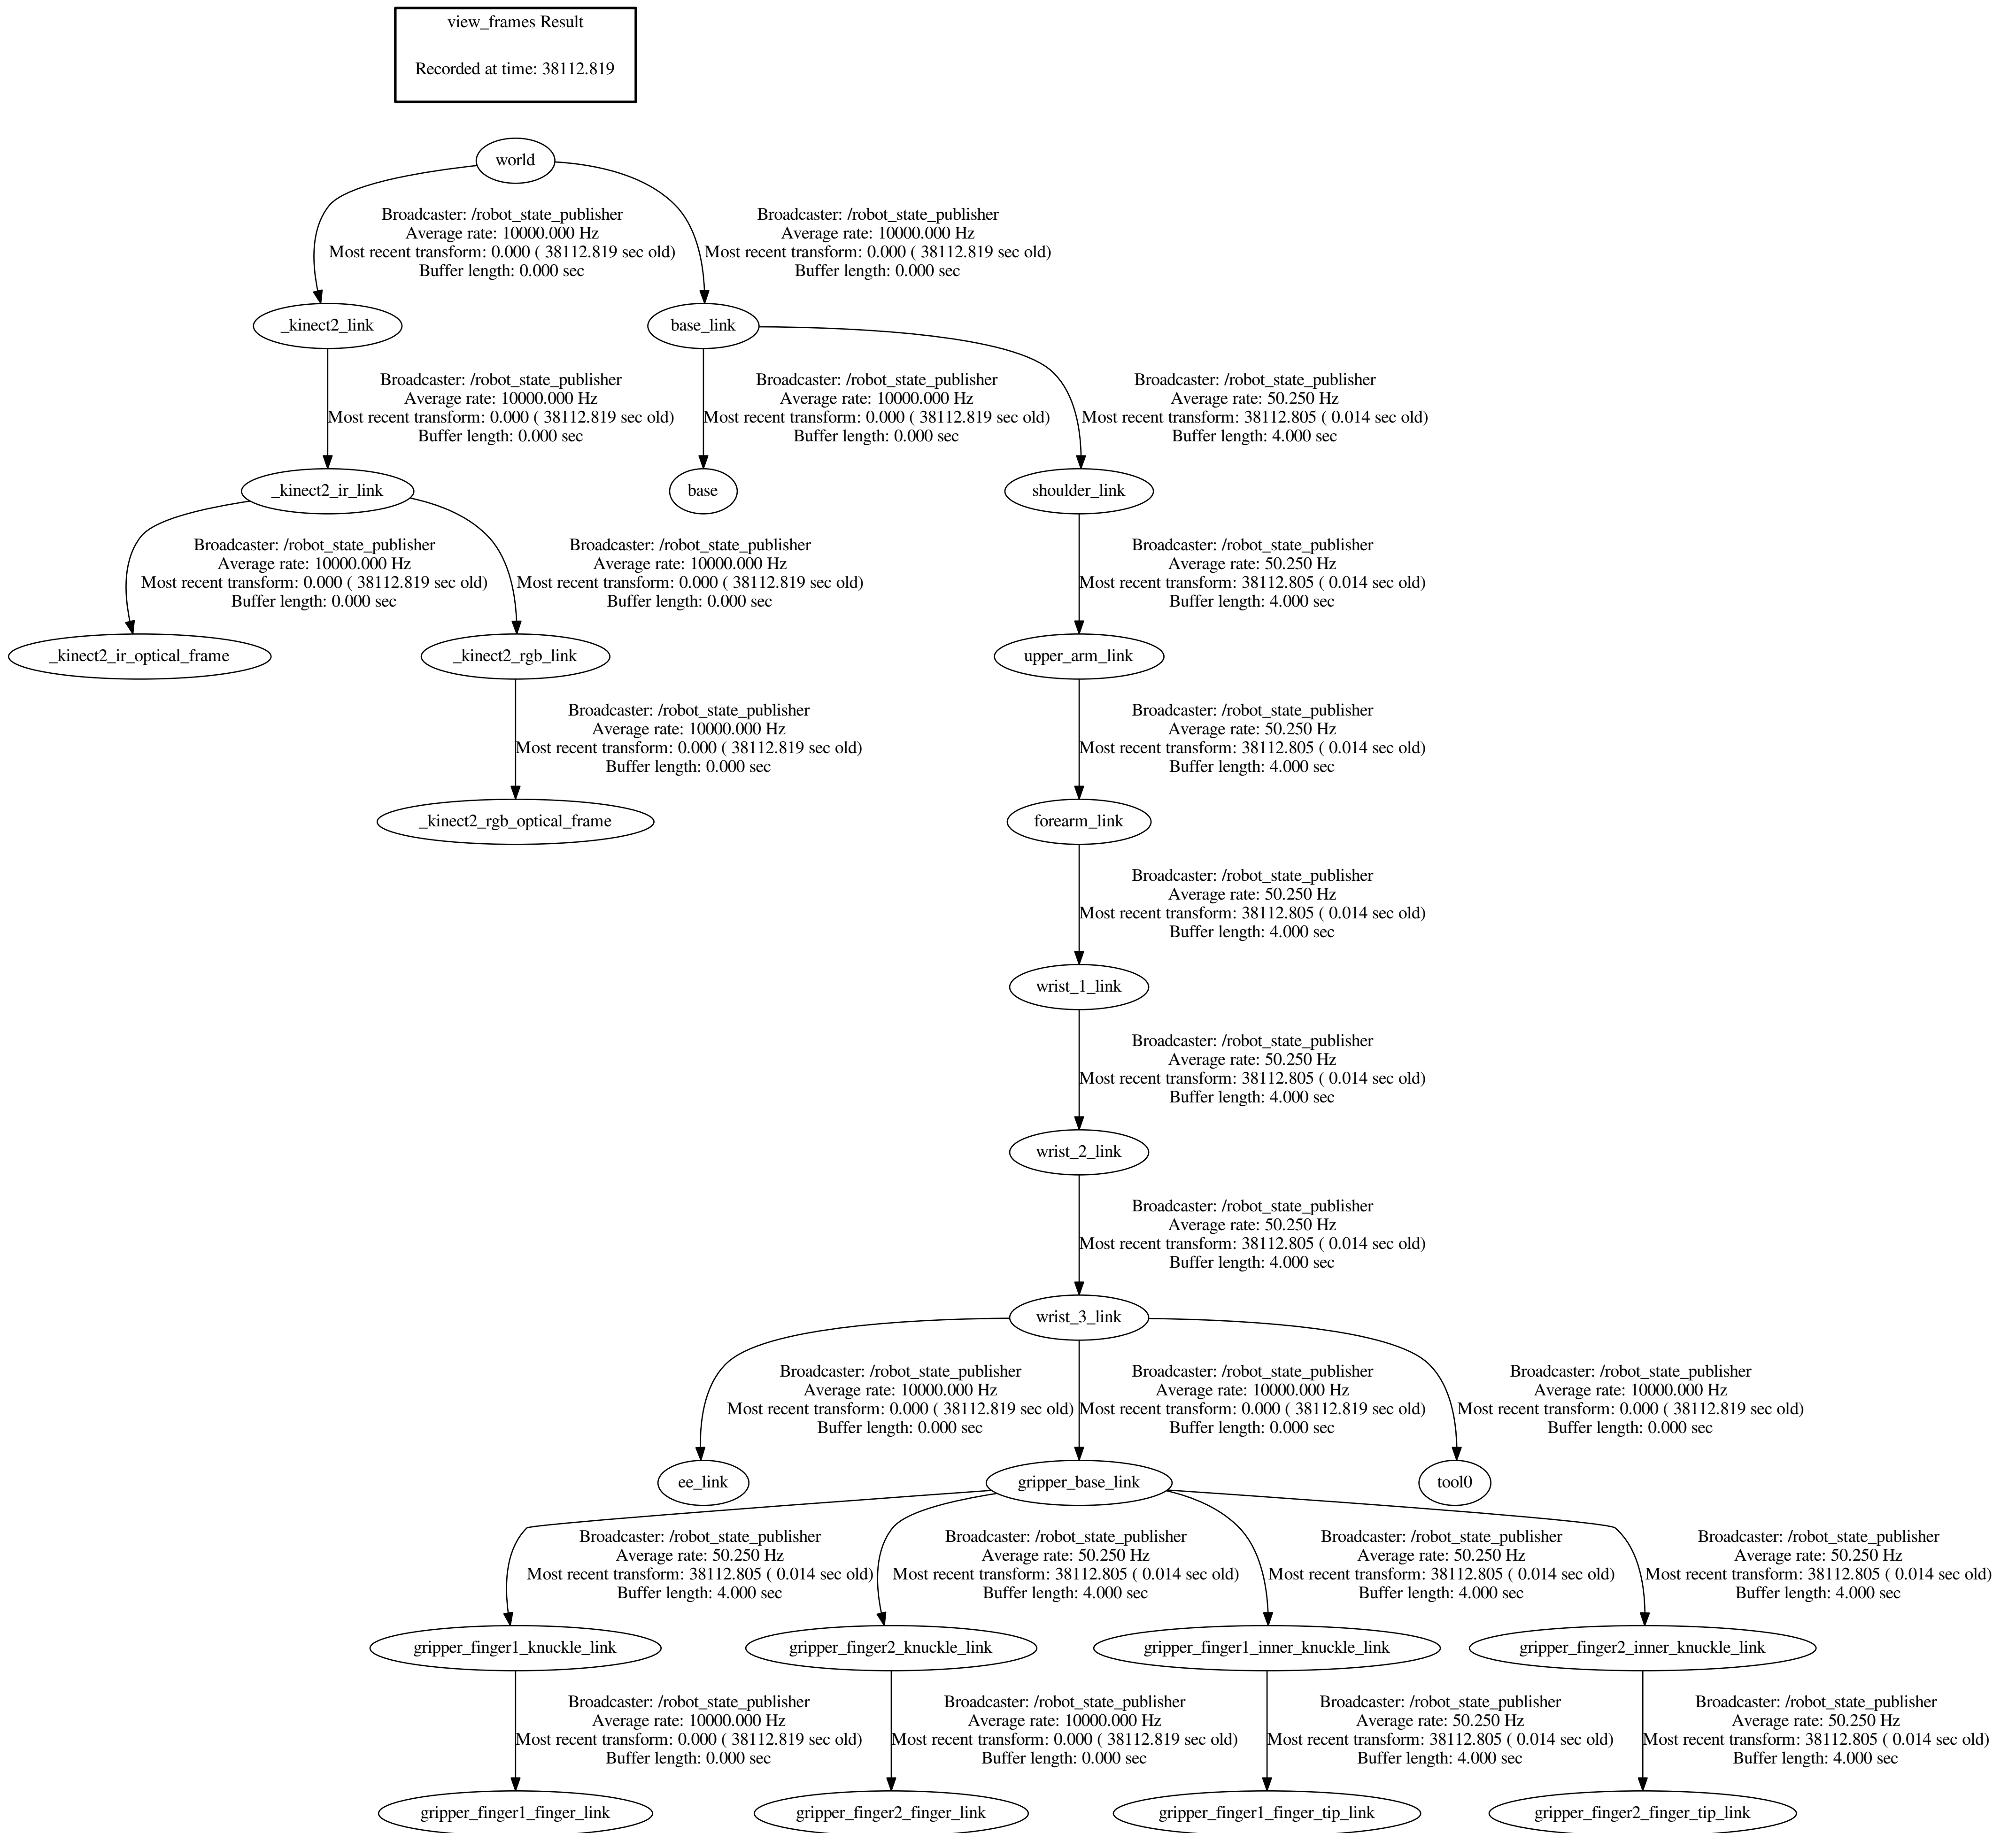 view_frames Result
Recorded at time: 38112.819
world
Broadcaster: /robot_state_publisher
Average rate: 10000.000 Hz
Most recent transform: 0.000 ( 38112.819 sec old)
Buffer length: 0.000 sec
Broadcaster: /robot_state_publisher
Average rate: 10000.000 Hz
Most recent transform: 0.000 ( 38112.819 sec old)
Buffer length: 0.000 sec
_kinect2_link
base_link
Broadcaster: /robot_state_publisher
Average rate: 10000.000 Hz
Most recent transform: 0.000 ( 38112.819 sec old)
Buffer length: 0.000 sec
Broadcaster: /robot_state_publisher
Average rate: 10000.000 Hz
Most recent transform: 0.000 ( 38112.819 sec old)
Buffer length: 0.000 sec
Broadcaster: /robot_state_publisher
Average rate: 50.250 Hz
Most recent transform: 38112.805 ( 0.014 sec old)
Buffer length: 4.000 sec
_kinect2_ir_link
base
shoulder_link
Broadcaster: /robot_state_publisher
Average rate: 10000.000 Hz
Most recent transform: 0.000 ( 38112.819 sec old)
Buffer length: 0.000 sec
Broadcaster: /robot_state_publisher
Average rate: 10000.000 Hz
Most recent transform: 0.000 ( 38112.819 sec old)
Buffer length: 0.000 sec
Broadcaster: /robot_state_publisher
Average rate: 50.250 Hz
Most recent transform: 38112.805 ( 0.014 sec old)
Buffer length: 4.000 sec
_kinect2_ir_optical_frame
_kinect2_rgb_link
upper_arm_link
Broadcaster: /robot_state_publisher
Average rate: 10000.000 Hz
Most recent transform: 0.000 ( 38112.819 sec old)
Buffer length: 0.000 sec
Broadcaster: /robot_state_publisher
Average rate: 50.250 Hz
Most recent transform: 38112.805 ( 0.014 sec old)
Buffer length: 4.000 sec
_kinect2_rgb_optical_frame
forearm_link
Broadcaster: /robot_state_publisher
Average rate: 50.250 Hz
Most recent transform: 38112.805 ( 0.014 sec old)
Buffer length: 4.000 sec
wrist_1_link
Broadcaster: /robot_state_publisher
Average rate: 50.250 Hz
Most recent transform: 38112.805 ( 0.014 sec old)
Buffer length: 4.000 sec
wrist_2_link
Broadcaster: /robot_state_publisher
Average rate: 50.250 Hz
Most recent transform: 38112.805 ( 0.014 sec old)
Buffer length: 4.000 sec
wrist_3_link
Broadcaster: /robot_state_publisher
Average rate: 10000.000 Hz
Most recent transform: 0.000 ( 38112.819 sec old)
Buffer length: 0.000 sec
Broadcaster: /robot_state_publisher
Average rate: 10000.000 Hz
Most recent transform: 0.000 ( 38112.819 sec old)
Buffer length: 0.000 sec
Broadcaster: /robot_state_publisher
Average rate: 10000.000 Hz
Most recent transform: 0.000 ( 38112.819 sec old)
Buffer length: 0.000 sec
ee_link
gripper_base_link
tool0
Broadcaster: /robot_state_publisher
Average rate: 50.250 Hz
Most recent transform: 38112.805 ( 0.014 sec old)
Buffer length: 4.000 sec
Broadcaster: /robot_state_publisher
Average rate: 50.250 Hz
Most recent transform: 38112.805 ( 0.014 sec old)
Buffer length: 4.000 sec
Broadcaster: /robot_state_publisher
Average rate: 50.250 Hz
Most recent transform: 38112.805 ( 0.014 sec old)
Buffer length: 4.000 sec
Broadcaster: /robot_state_publisher
Average rate: 50.250 Hz
Most recent transform: 38112.805 ( 0.014 sec old)
Buffer length: 4.000 sec
gripper_finger1_knuckle_link
gripper_finger2_knuckle_link
gripper_finger1_inner_knuckle_link
gripper_finger2_inner_knuckle_link
Broadcaster: /robot_state_publisher
Average rate: 10000.000 Hz
Most recent transform: 0.000 ( 38112.819 sec old)
Buffer length: 0.000 sec
Broadcaster: /robot_state_publisher
Average rate: 10000.000 Hz
Most recent transform: 0.000 ( 38112.819 sec old)
Buffer length: 0.000 sec
Broadcaster: /robot_state_publisher
Average rate: 50.250 Hz
Most recent transform: 38112.805 ( 0.014 sec old)
Buffer length: 4.000 sec
Broadcaster: /robot_state_publisher
Average rate: 50.250 Hz
Most recent transform: 38112.805 ( 0.014 sec old)
Buffer length: 4.000 sec
gripper_finger1_finger_link
gripper_finger2_finger_link
gripper_finger1_finger_tip_link
gripper_finger2_finger_tip_link